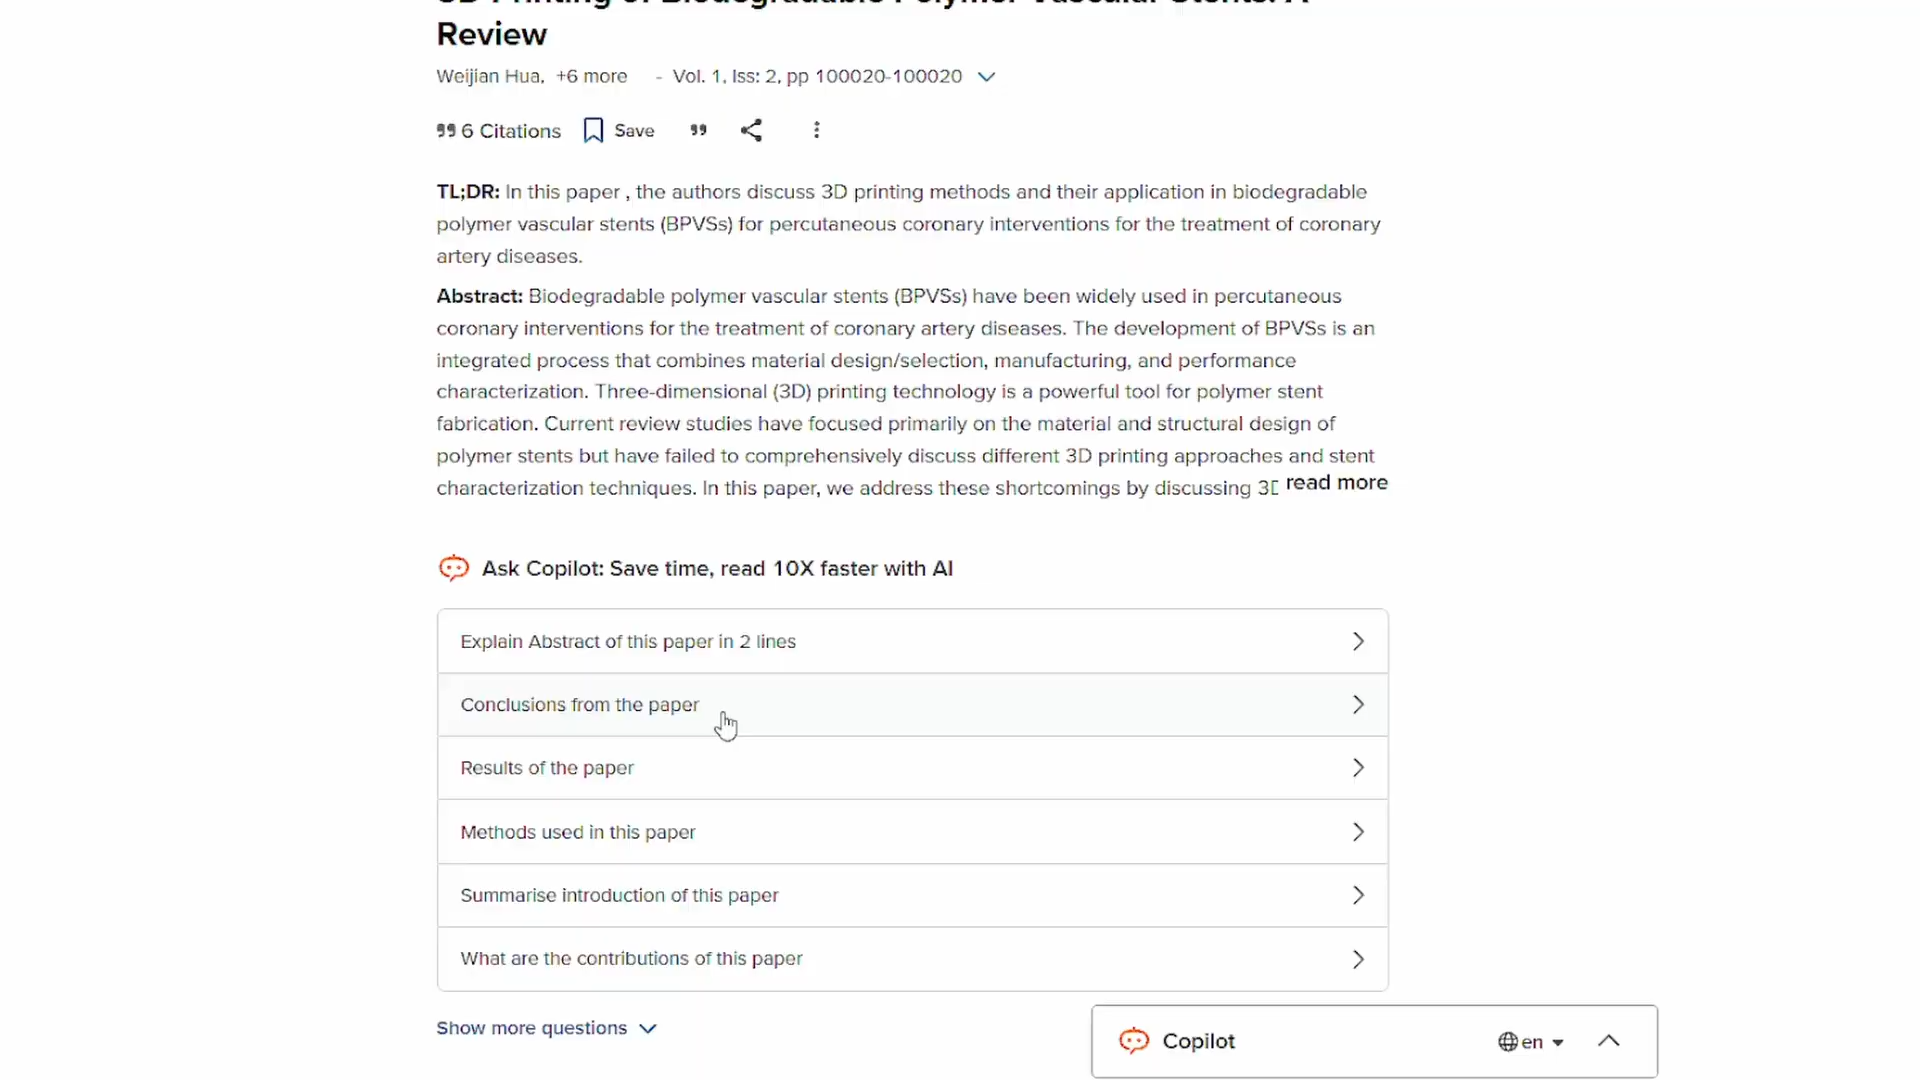 3D Printing of Biodegradable Polymer Vascular Stents: A
Review
Weijian Hua, +6 more - Vol. 1, Iss: 2, pp 100020-100020
6 Citations Save
TL;DR: In this paper , the authors discuss 3D printing methods and their application in biodegradable
polymer vascular stents (BPVSs) for percutaneous coronary interventions for the treatment of coronary
artery diseases.
Abstract: Biodegradable polymer vascular stents (BPVSs) have been widely used in percutaneous
coronary interventions for the treatment of coronary artery diseases. The development of BPVSs is an
integrated process that combines material design/selection, manufacturing, and performance
characterization. Three-dimensional (3D) printing technology is a powerful tool for polymer stent
fabrication. Current review studies have focused primarily on the material and structural design of
polymer stents but have failed to comprehensively discuss different 3D printing approaches and stent
characterization techniques. In this paper, we address these shortcomings by discussing 3D read more
Ask Copilot: Save time, read 10X faster with AI
Explain Abstract of this paper in 2 lines
Conclusions from the paper
Results of the paper
Methods used in this paper
Summarise introduction of this paper
What are the contributions of this paper
Show more questions
Copilot en